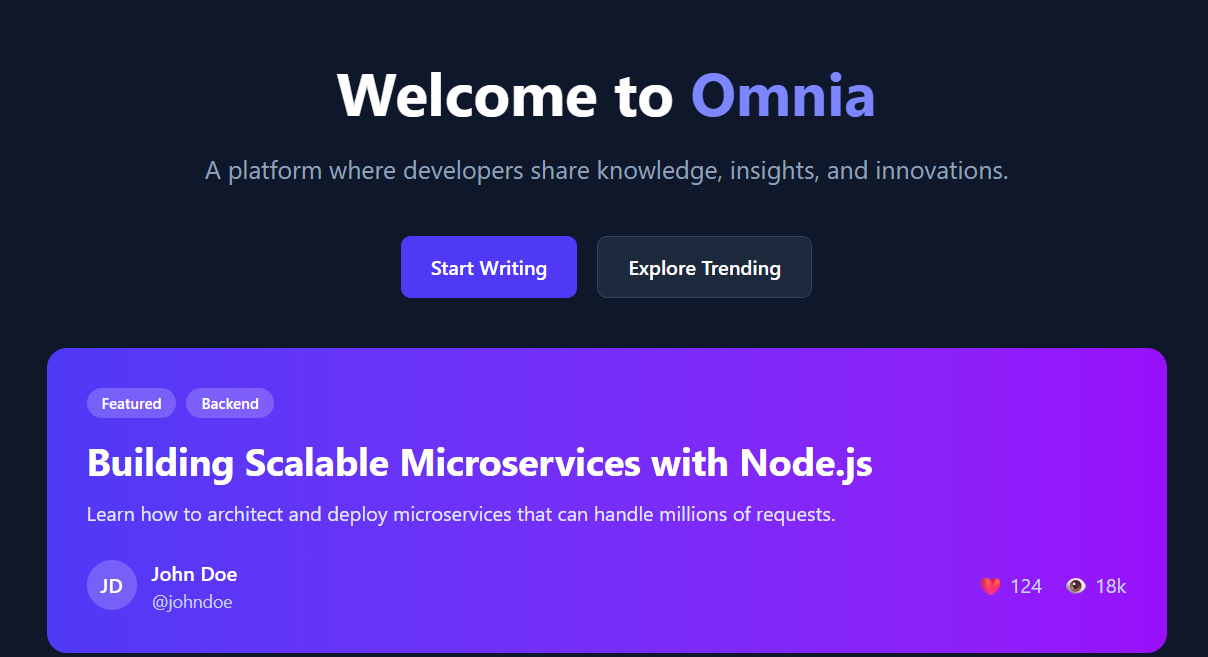 Welcome to Omnia
A platform where developers share knowledge, insights, and innovations.
Start Writing
Explore Trending
Featured
Backend
Building Scalable Microservices with Node.js
Learn how to architect and deploy microservices that can handle millions of requests.
JD
John Doe
@johndoe
❤️ 124
👁️ 18k